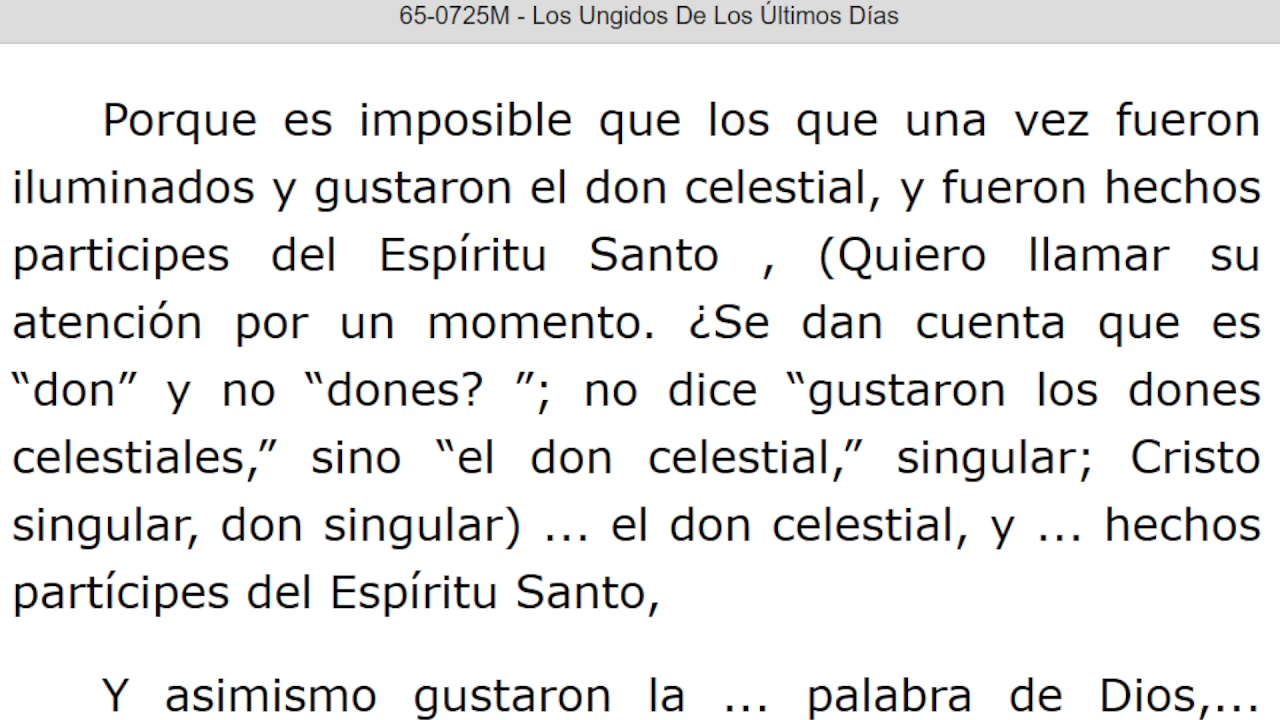 65-0725M - Los Ungidos De Los Últimos Días
Porque es imposible que los que una vez fueron
iluminados y gustaron el don celestial, y fueron hechos
participes del Espíritu Santo , (Quiero llamar su
atención por un momento. ¿Se dan cuenta que es
“don” y no “dones? ”; no dice “gustaron los dones
celestiales,” sino “el don celestial,” singular; Cristo
singular, don singular) ... el don celestial, y ... hechos
partícipes del Espíritu Santo,
Y asimismo gustaron la ... palabra de Dios,...